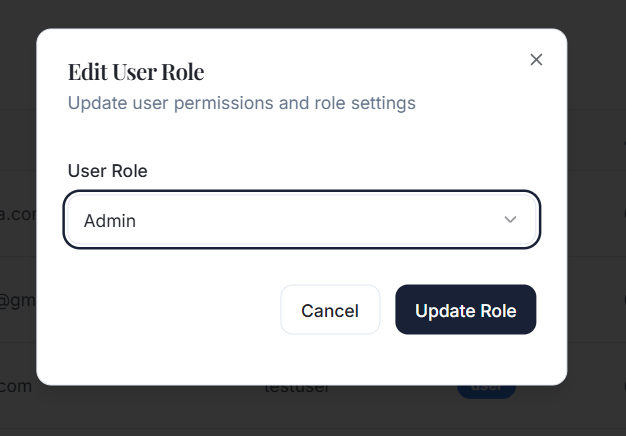 Edit User Role
Update user permissions and role settings
User Role
Admin
Cancel
Update Role
a.com
@gm
com
testuser
user